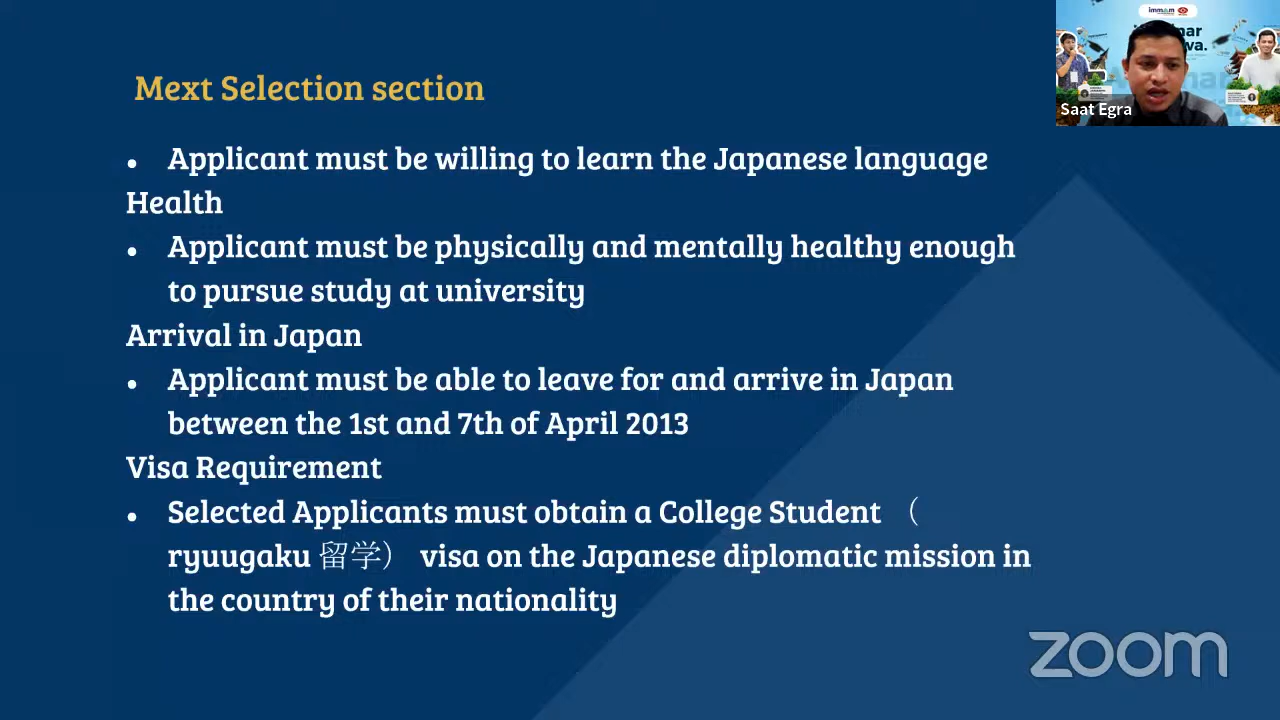 immam
nar
wa.
Saat Egra
Mext Selection section
• Applicant must be willing to learn the Japanese language
Health
• Applicant must be physically and mentally healthy enough
to pursue study at university
Arrival in Japan
• Applicant must be able to leave for and arrive in Japan
between the 1st and 7th of April 2013
Visa Requirement
• Selected Applicants must obtain a College Student （
ryuugaku 留学） visa on the Japanese diplomatic mission in
the country of their nationality
zoom